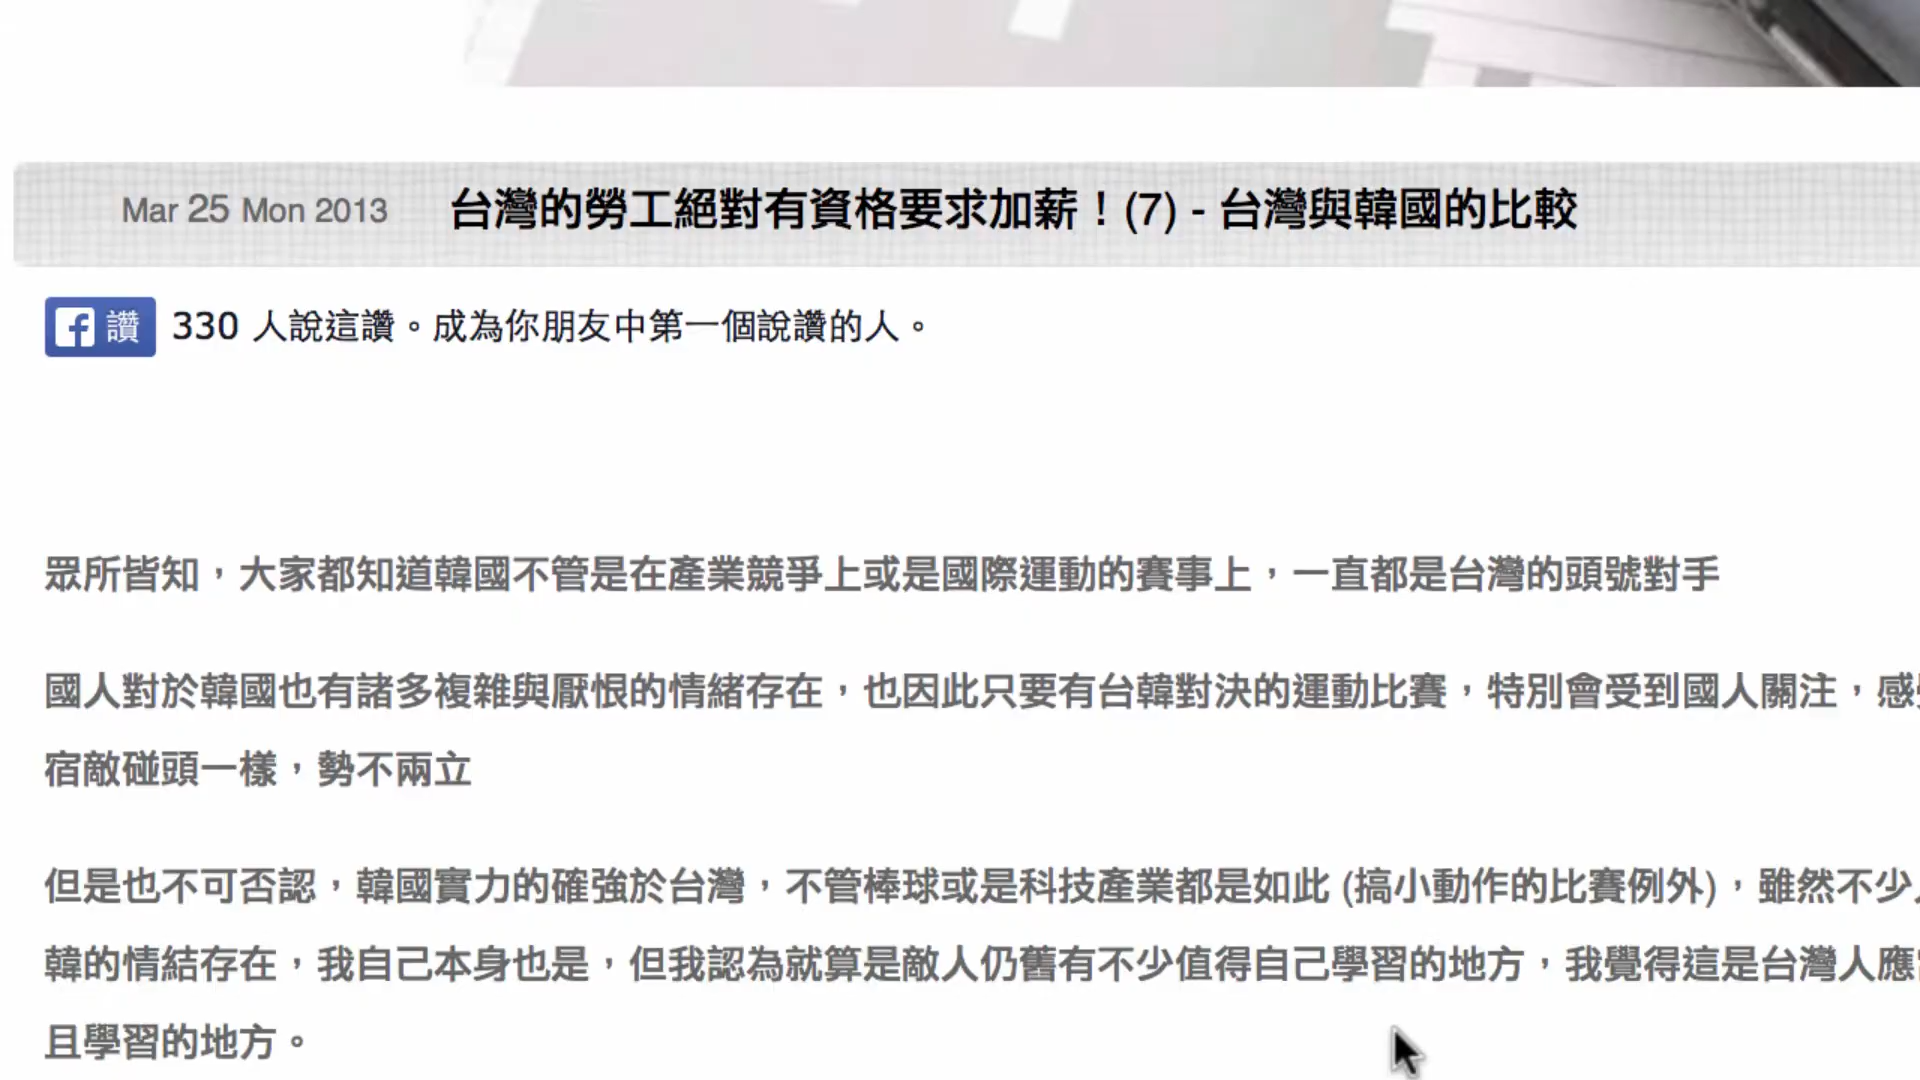 Mar 25 Mon 2013 台灣的勞工絕對有資格要求加薪！(7) - 台灣與韓國的比較
讚 330 人說這讚。成為你朋友中第一個說讚的人。
眾所皆知，大家都知道韓國不管是在產業競爭上或是國際運動的賽事上，一直都是台灣的頭號對手
國人對於韓國也有諸多複雜與厭恨的情緒存在，也因此只要有台韓對決的運動比賽，特別會受到國人關注，感
宿敵碰頭一樣，勢不兩立
但是也不可否認，韓國實力的確強於台灣，不管棒球或是科技產業都是如此 (搞小動作的比賽例外)，雖然不少
韓的情結存在，我自己本身也是，但我認為就算是敵人仍舊有不少值得自己學習的地方，我覺得這是台灣人應
且學習的地方。